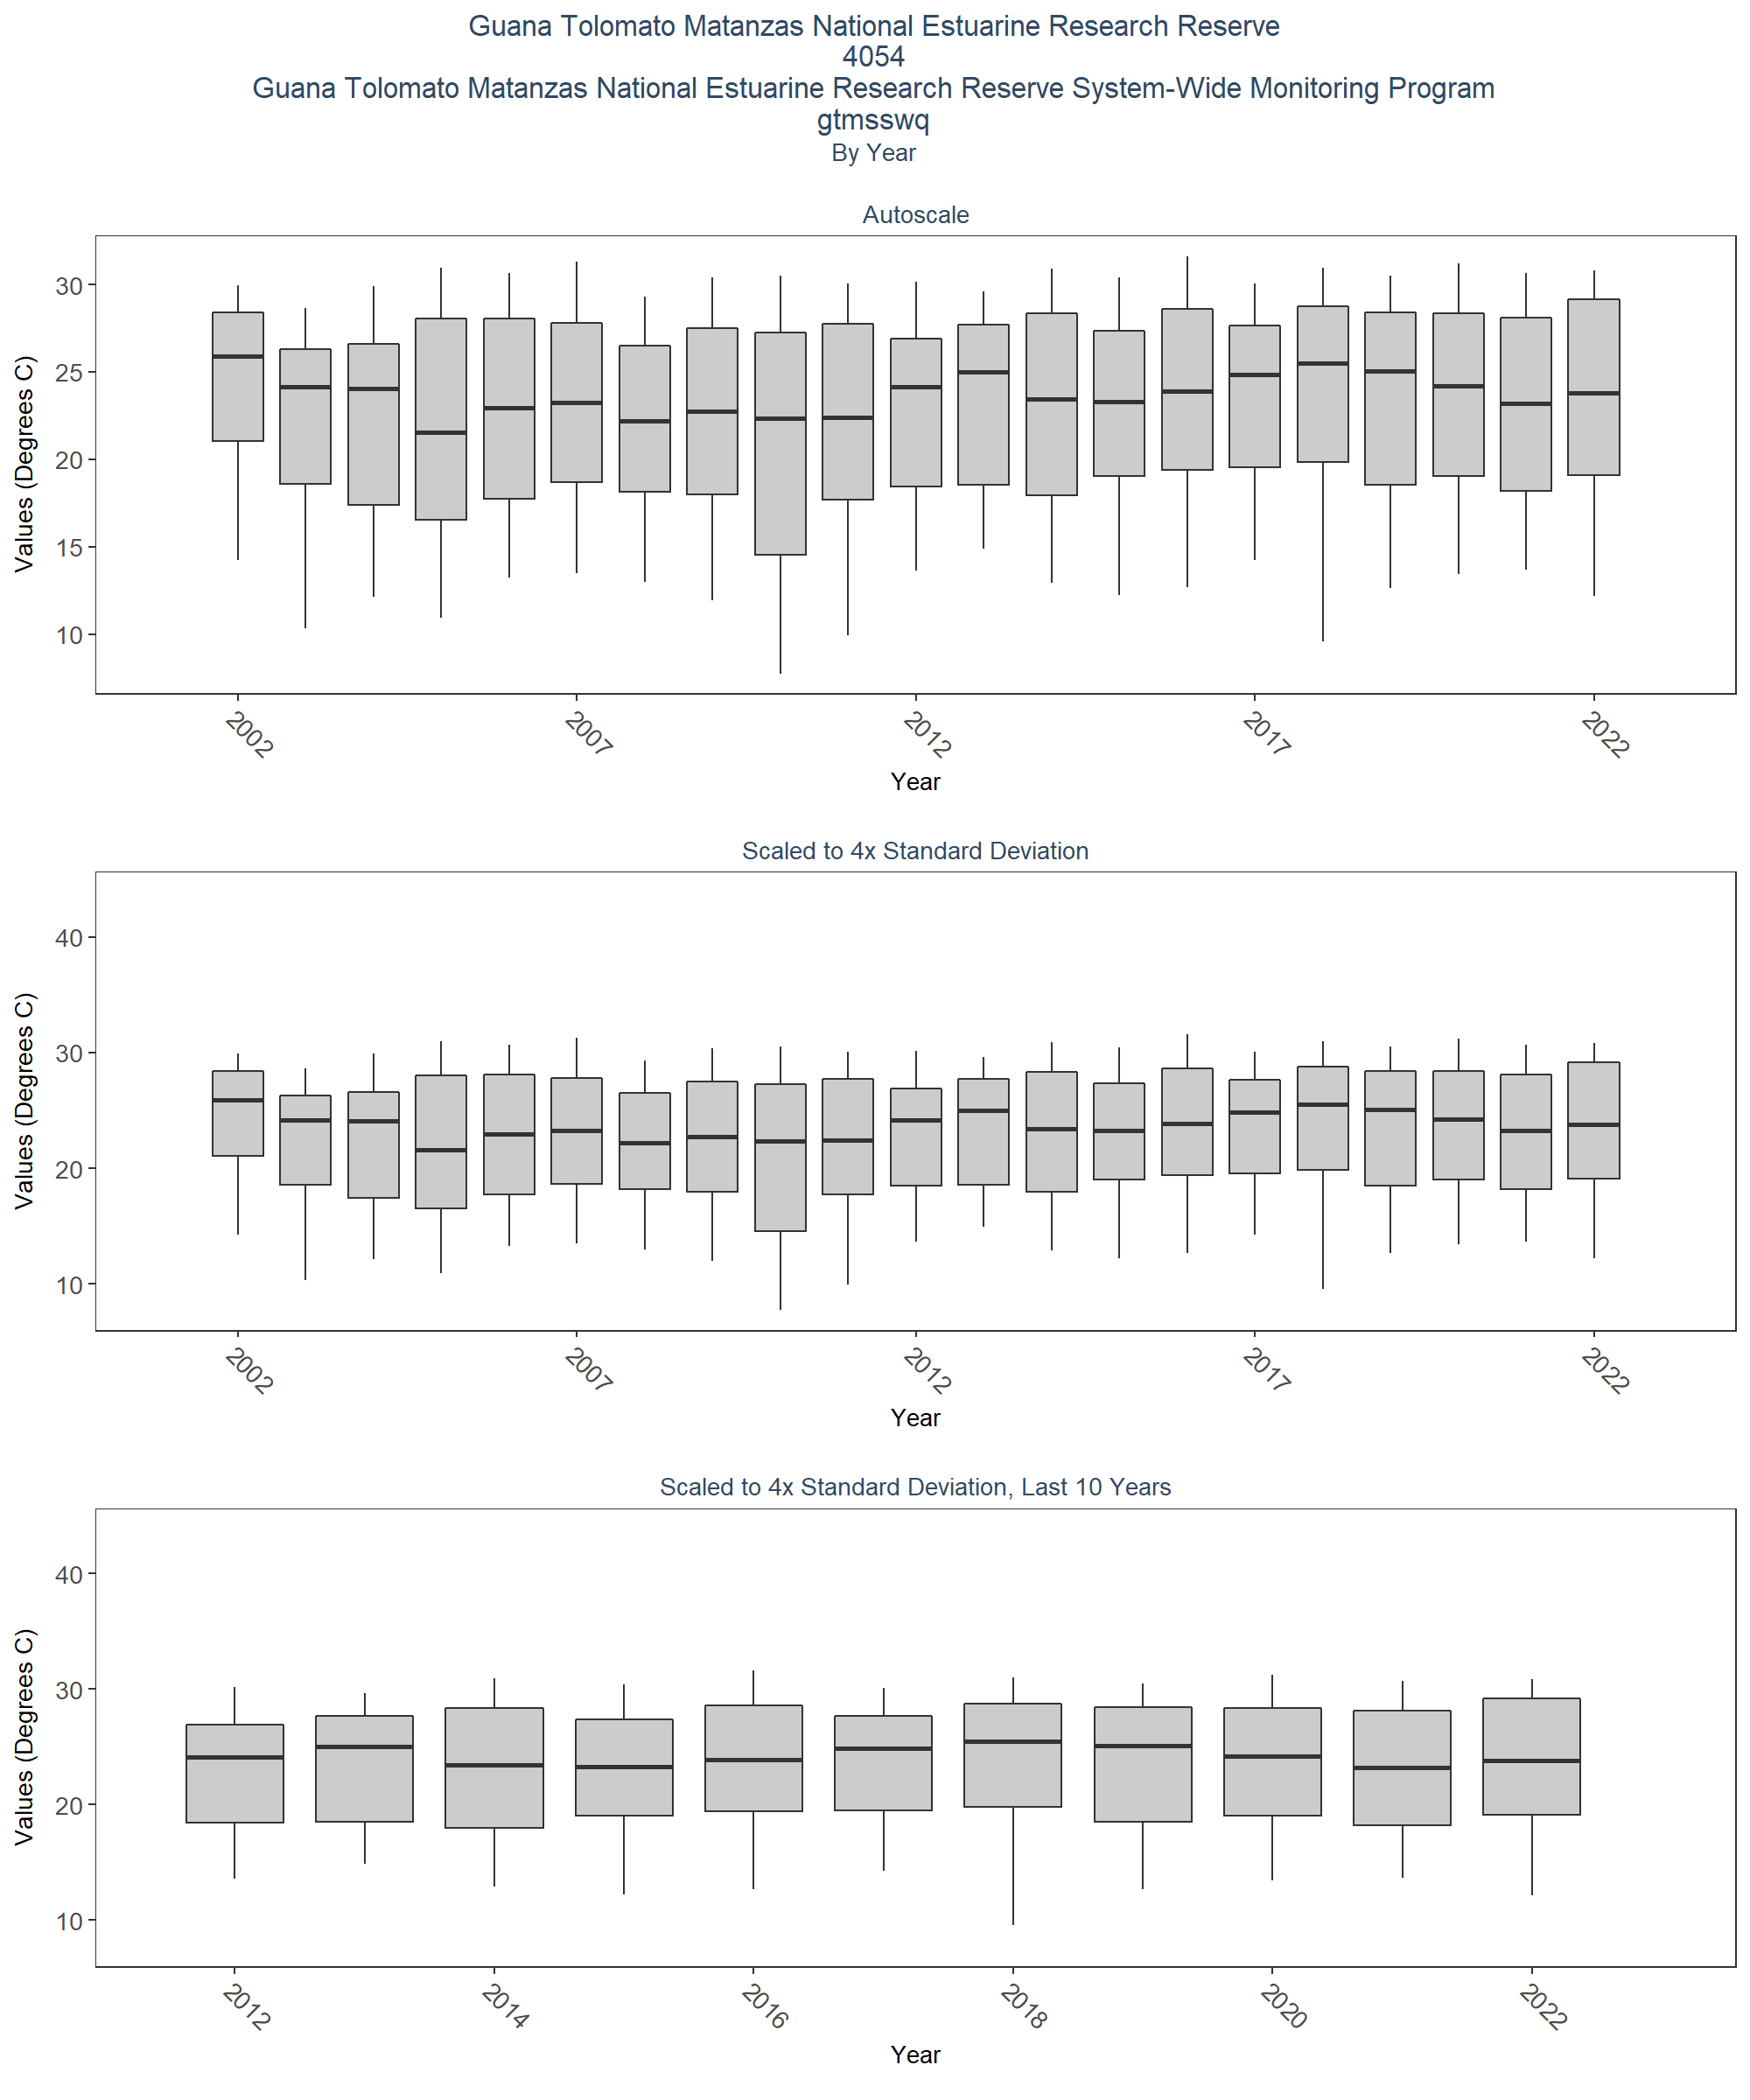 Guana Tolomato Matanzas National Estuarine Research Reserve
4054
Guana Tolomato Matanzas National Estuarine Research Reserve System-Wide Monitoring Program
gtmsswq
By Year
Autoscale
Values (Degrees C)
30
25
20
15
10
2002
2007
2012
2017
2022
Year
Scaled to 4x Standard Deviation
Values (Degrees C)
40
30
20
10
2002
2007
2012
2017
2022
Year
Scaled to 4x Standard Deviation, Last 10 Years
Values (Degrees C)
40
30
20
10
2012
2014
2016
2018
2020
2022
Year